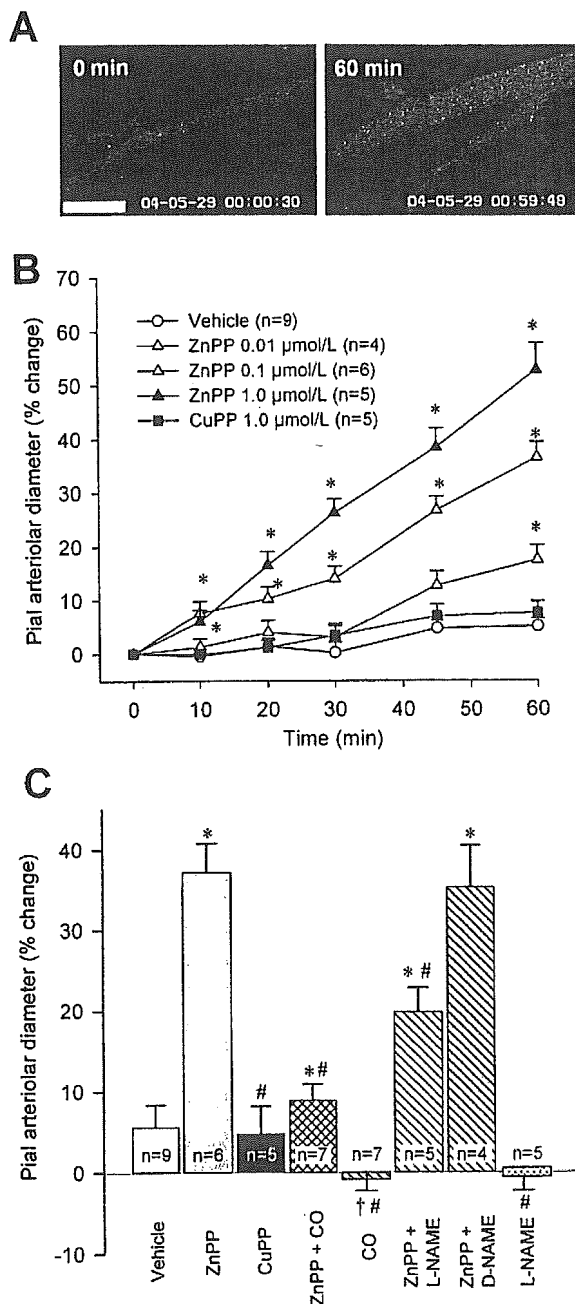 A
0 min
60 min
04-05-29 00:00:30
04-05-29 00:59:49
B
Pial arteriolar diameter (% change)
70
60
50
40
30
20
10
0
Vehicle (n=9)
ZnPP 0.01 µmol/L (n=4)
ZnPP 0.1 µmol/L (n=6)
ZnPP 1.0 µmol/L (n=5)
CuPP 1.0 µmol/L (n=5)
* * * * * * * * * *
0 10 20 30 40 50 60
Time (min)
C
Pial arteriolar diameter (% change)
40
30
20
10
0
-10
*
#
*#
† #
* #
*
#
n=9 n=6 n=5 n=7 n=7 n=5 n=4 n=5
Vehicle
ZnPP
CuPP
ZnPP + CO
CO
ZnPP +
L-NAME
ZnPP +
D-NAME
L-NAME